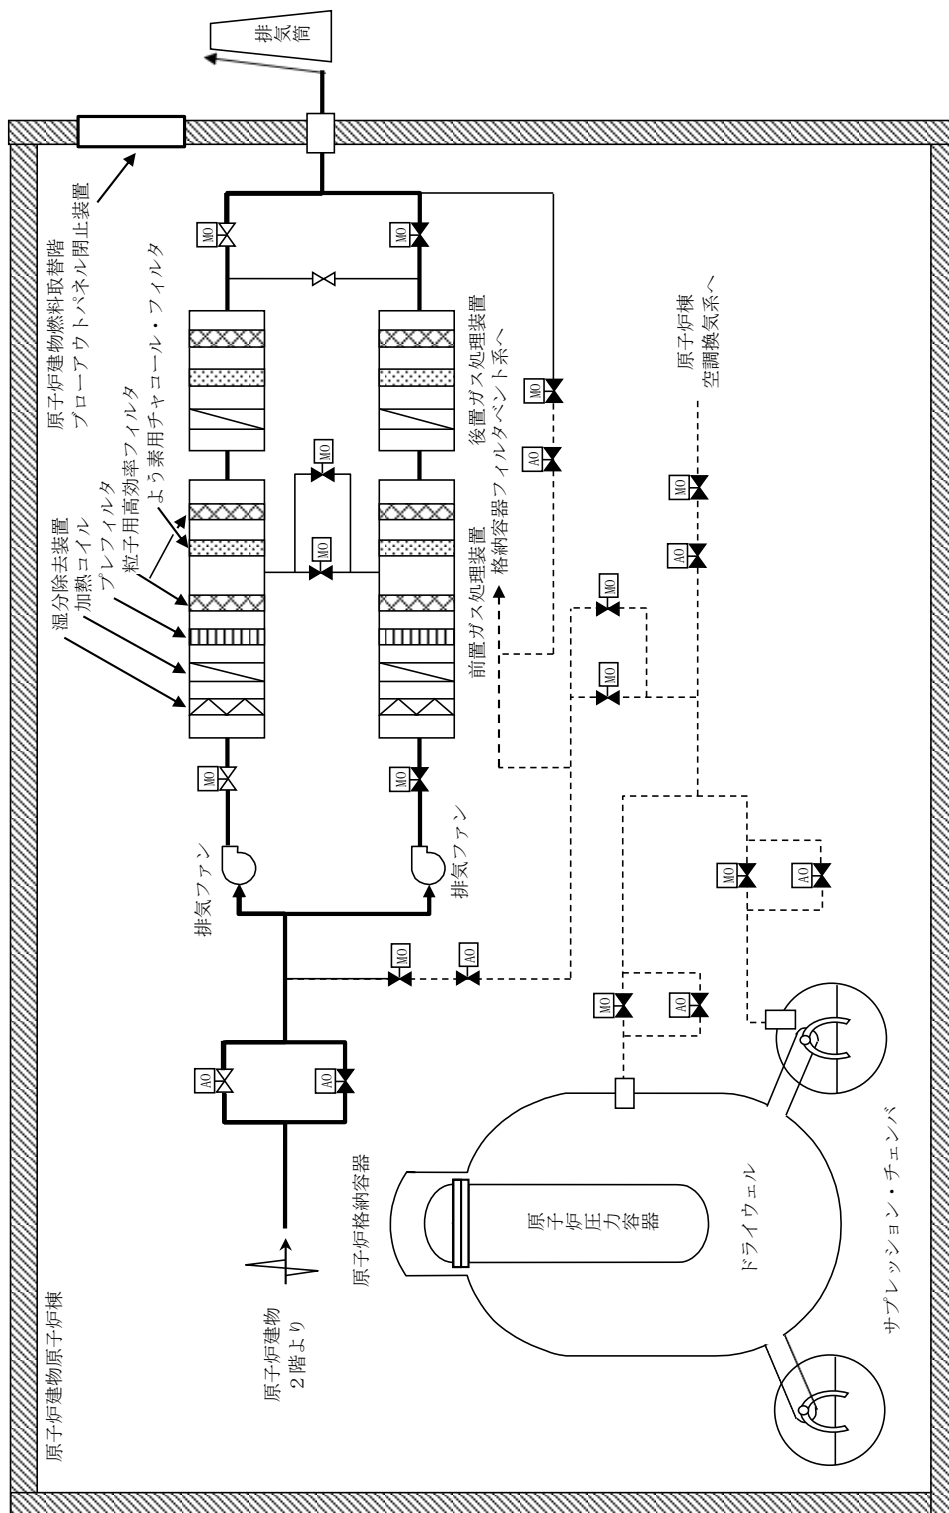 原子炉建物原子炉棟
原子炉建物燃料取替階
ブローアウトパネル閉止装置
排気筒
湿分除去装置
加熱コイル
プレフィルタ
粒子用高効率フィルタ
よう素用チャコール・フィルタ
MO
MO
MO
MO
AO
MO
MO
排気ファン
AO
原子炉建物
2階より
MO
MO
排気ファン
前置ガス処理装置
後置ガス処理装置
格納容器フィルタベント系へ
MO
AO
MO
AO
MO
MO
MO
AO
原子炉棟
空調換気系へ
MO
AO
MO
AO
原子炉格納容器
原子炉圧力容器
ドライウェル
サプレッション・チェンバ